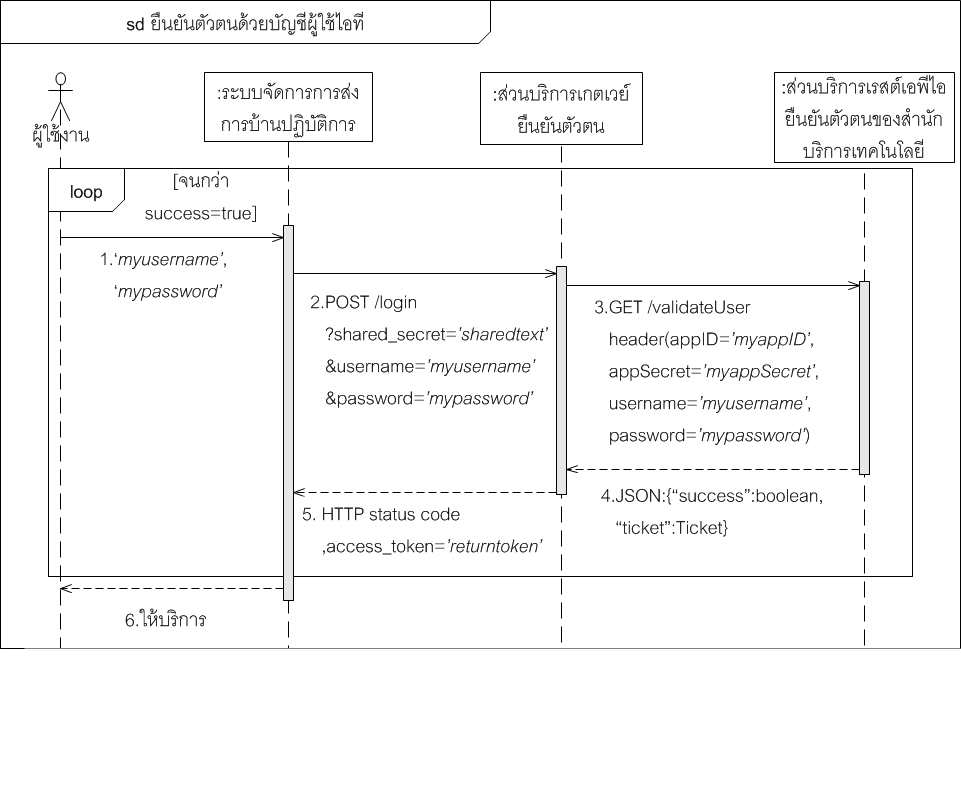 sd ยืนยันตัวตนด้วยบัญชีผู้ใช้ไอที
ผู้ใช้งาน
:ระบบจัดการการส่ง
การบ้านปฏิบัติการ
:ส่วนบริการเกตเวย์
ยืนยันตัวตน
:ส่วนบริการเรสต์เอพีไอ
ยืนยันตัวตนของสำนัก
บริการเทคโนโลยี
loop
[จนกว่า
success=true]
1.‘myusername’,
‘mypassword’
2.POST /login
?shared_secret=’sharedtext’
&username=’myusername’
&password=’mypassword’
3.GET /validateUser
header(appID=’myappID’,
appSecret=’myappSecret’,
username=’myusername’,
password=’mypassword’)
4.JSON:{“success”:boolean,
“ticket”:Ticket}
5. HTTP status code
,access_token=’returntoken’
6.ให้บริการ